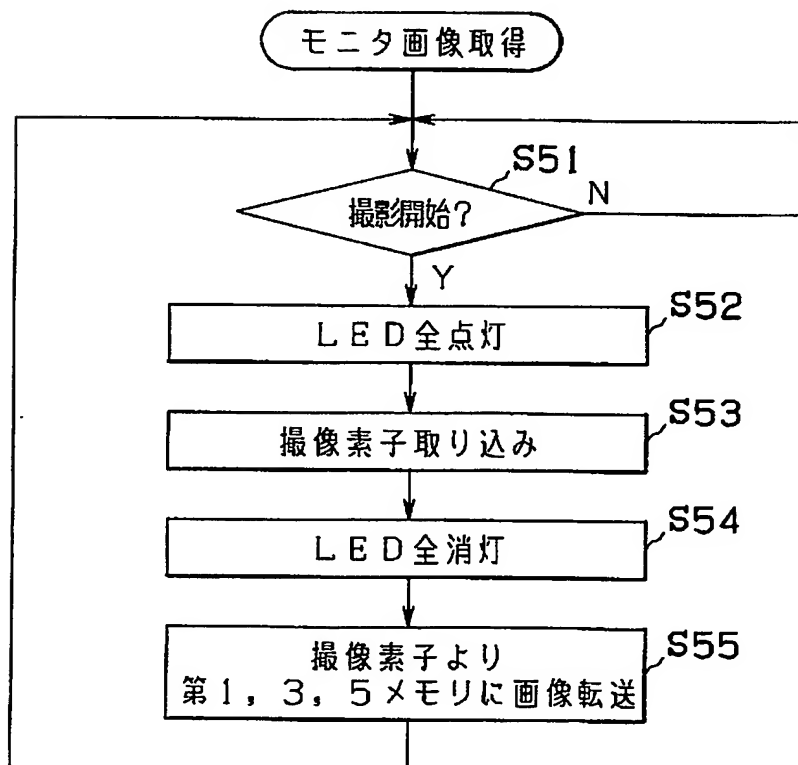 モニタ画像取得
S51
撮影開始?
N
Y
S52
LED全点灯
S53
撮像素子取り込み
S54
LED全消灯
S55
撮像素子より
第1,3,5メモリに画像転送